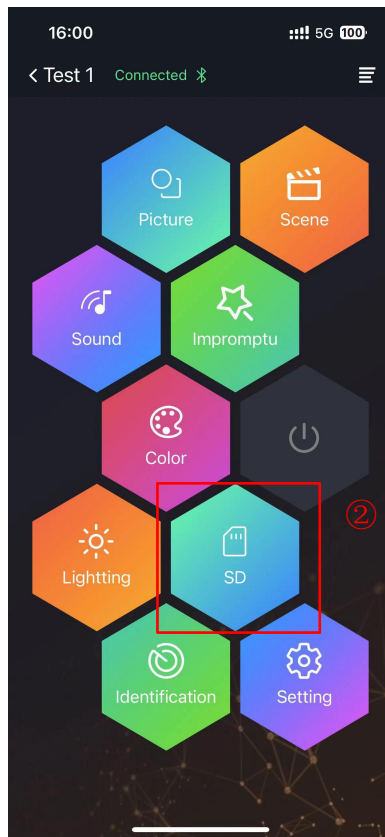 16:00 5G 100
Test 1 Connected
Picture
Scene
Sound
Impromptu
Color
②
Lightting
SD
Identification
Setting